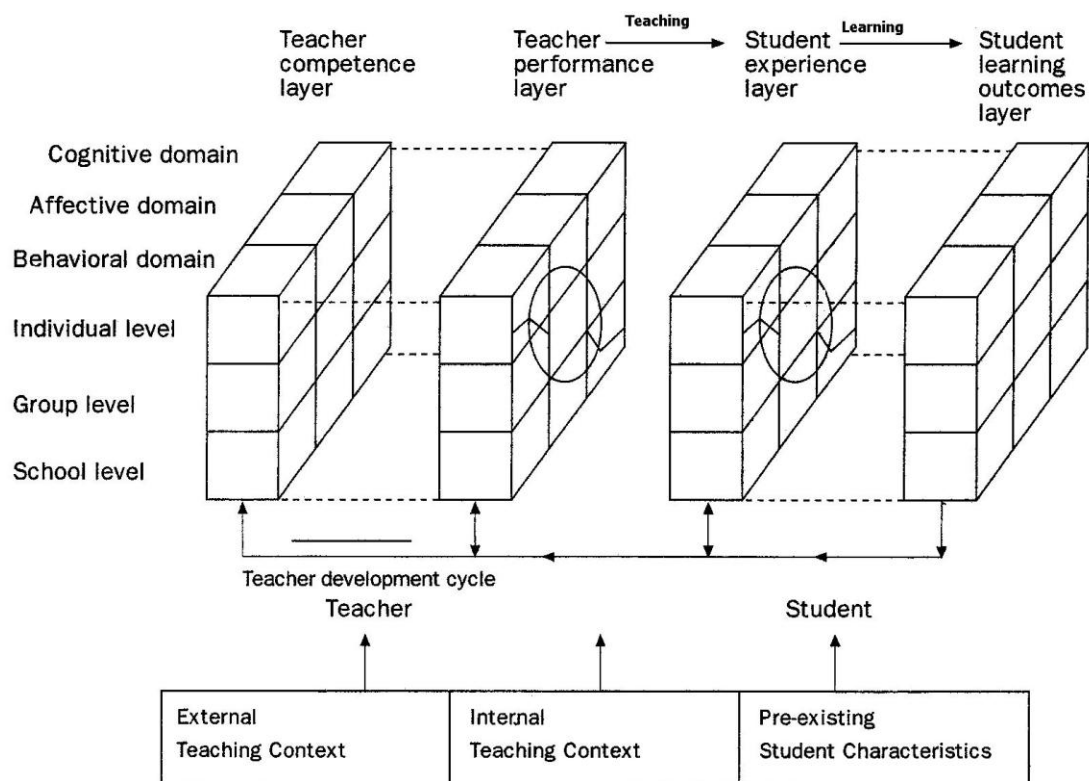 Teaching
Learning
Teacher
competence
layer
Teacher
performance
layer
Student
experience
layer
Student
learning
outcomes
layer
Cognitive domain
Affective domain
Behavioral domain
Individual level
Group level
School level
Teacher development cycle
Teacher
Student
External
Teaching Context
Internal
Teaching Context
Pre-existing
Student Characteristics